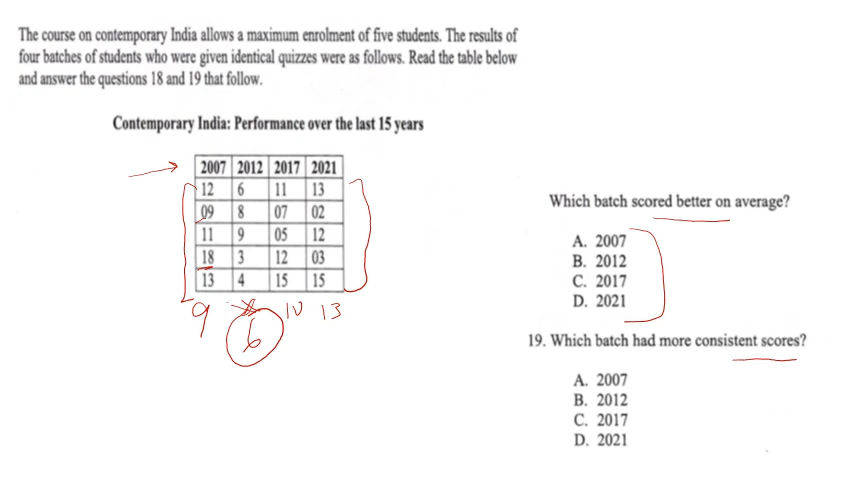 The course on contemporary India allows a maximum enrolment of five students. The results of
four batches of students who were given identical quizzes were as follows. Read the table below
and answer the questions 18 and 19 that follow.
Contemporary India: Performance over the last 15 years
2007 2012 2017 2021
12 6 11 13
09 8 07 02
11 9 05 12
18 3 12 03
13 4 15 15
9 10 13
6
Which batch scored better on average?
A. 2007
B. 2012
C. 2017
D. 2021
19. Which batch had more consistent scores?
A. 2007
B. 2012
C. 2017
D. 2021